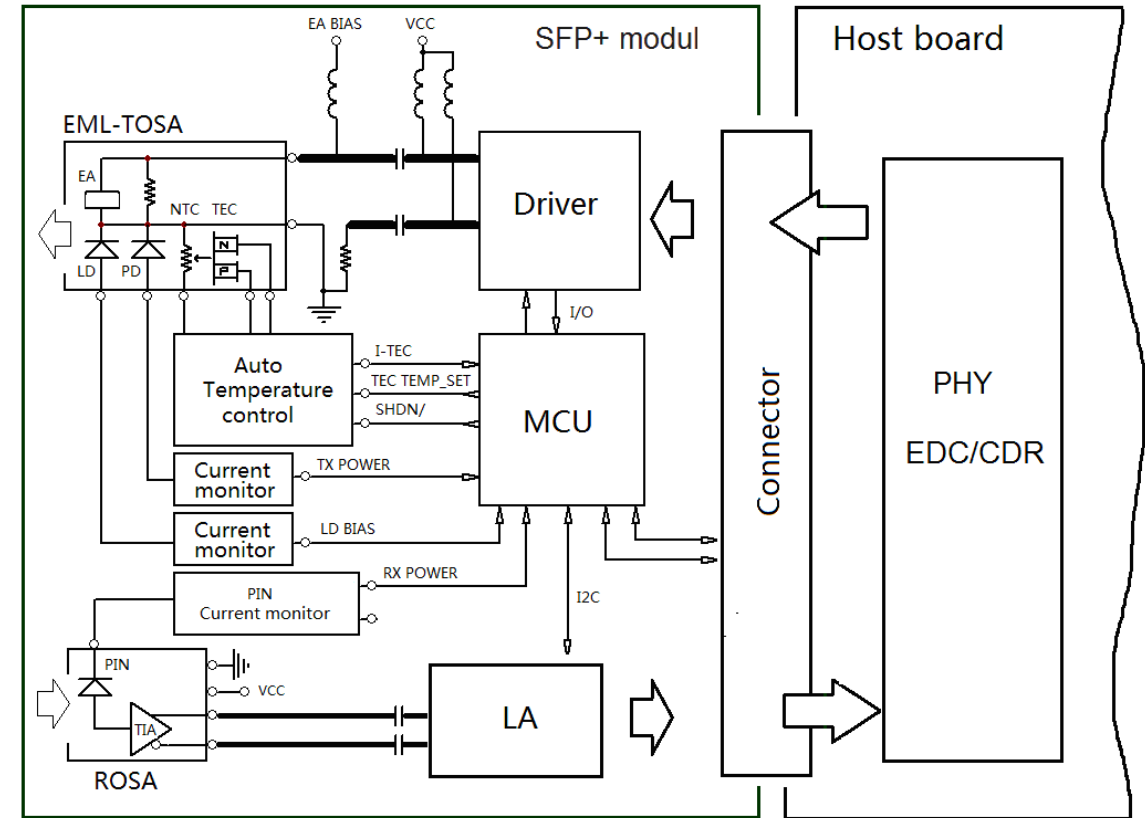 EA BIAS
VCC
SFP+ modul
Host board
EML-TOSA
EA
NTC TEC
N
P
LD
PD
Driver
I/O
Auto
Temperature
control
I-TEC
TEC TEMP_SET
SHDN/
MCU
Connector
PHY
EDC/CDR
Current
monitor
TX POWER
Current
monitor
LD BIAS
PIN
Current monitor
RX POWER
I2C
PIN
VCC
TIA
LA
ROSA